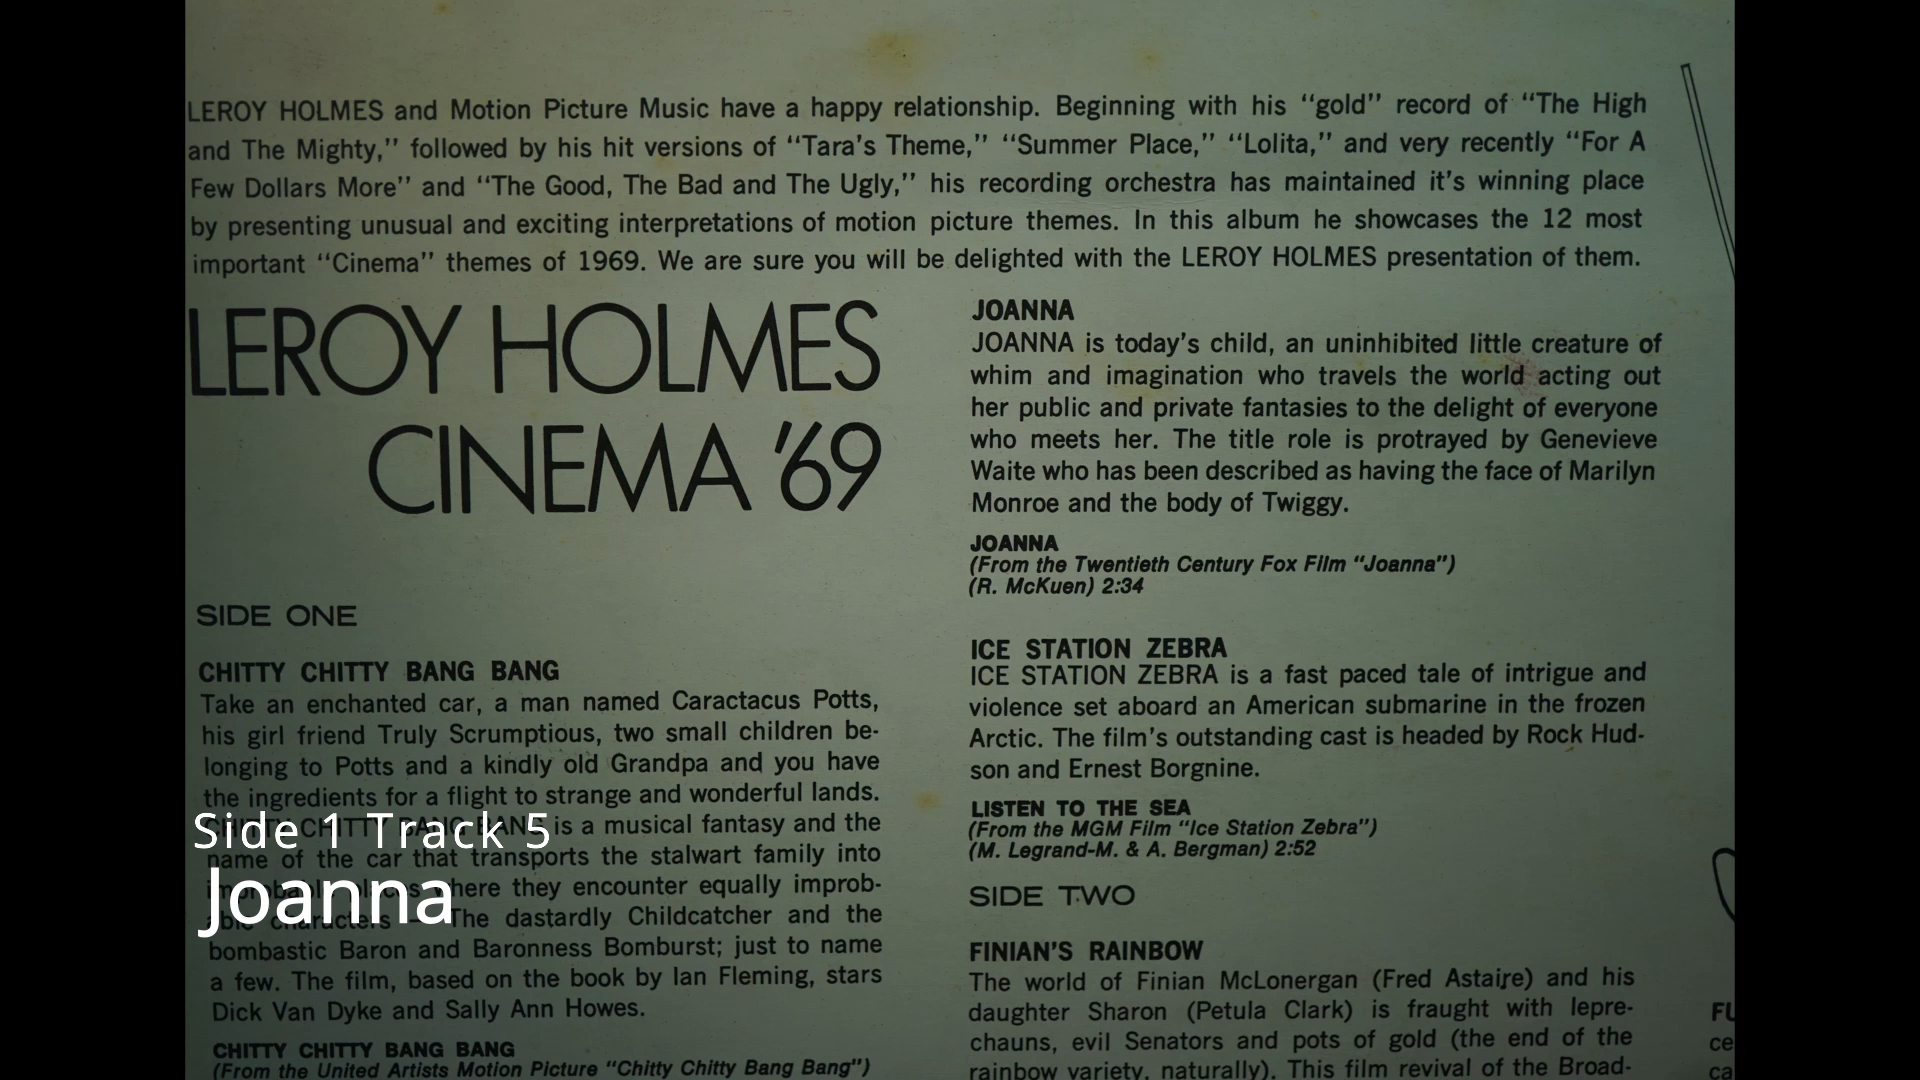 LEROY HOLMES and Motion Picture Music have a happy relationship. Beginning with his "gold" record of "The High
and The Mighty," followed by his hit versions of "Tara's Theme," "Summer Place," "Lolita," and very recently "For A
Few Dollars More" and "The Good, The Bad and The Ugly," his recording orchestra has maintained it's winning place
by presenting unusual and exciting interpretations of motion picture themes. In this album he showcases the 12 most
important "Cinema" themes of 1969. We are sure you will be delighted with the LEROY HOLMES presentation of them.
LEROY HOLMES
CINEMA '69
SIDE ONE
CHITTY CHITTY BANG BANG
Take an enchanted car, a man named Caractacus Potts,
his girl friend Truly Scrumptious, two small children be-
longing to Potts and a kindly old Grandpa and you have
the ingredients for a flight to strange and wonderful lands.
CHITTY CHITTY BANG BANG is a musical fantasy and the
name of the car that transports the stalwart family into
improbable places where they encounter equally improb-
able characters — The dastardly Childcatcher and the
bombastic Baron and Baronness Bomburst; just to name
a few. The film, based on the book by Ian Fleming, stars
Dick Van Dyke and Sally Ann Howes.
CHITTY CHITTY BANG BANG
(From the United Artists Motion Picture "Chitty Chitty Bang Bang")
Side 1 Track 5
Joanna
JOANNA
JOANNA is today's child, an uninhibited little creature of
whim and imagination who travels the world acting out
her public and private fantasies to the delight of everyone
who meets her. The title role is protrayed by Genevieve
Waite who has been described as having the face of Marilyn
Monroe and the body of Twiggy.
JOANNA
(From the Twentieth Century Fox Film "Joanna")
(R. McKuen) 2:34
ICE STATION ZEBRA
ICE STATION ZEBRA is a fast paced tale of intrigue and
violence set aboard an American submarine in the frozen
Arctic. The film's outstanding cast is headed by Rock Hud-
son and Ernest Borgnine.
LISTEN TO THE SEA
(From the MGM Film "Ice Station Zebra")
(M. Legrand-M. & A. Bergman) 2:52
SIDE TWO
FINIAN'S RAINBOW
The world of Finian McLonergan (Fred Astaire) and his
daughter Sharon (Petula Clark) is fraught with lepre-
chauns, evil Senators and pots of gold (the end of the
rainbow variety, naturally). This film revival of the Broad-
FU
ce
ca